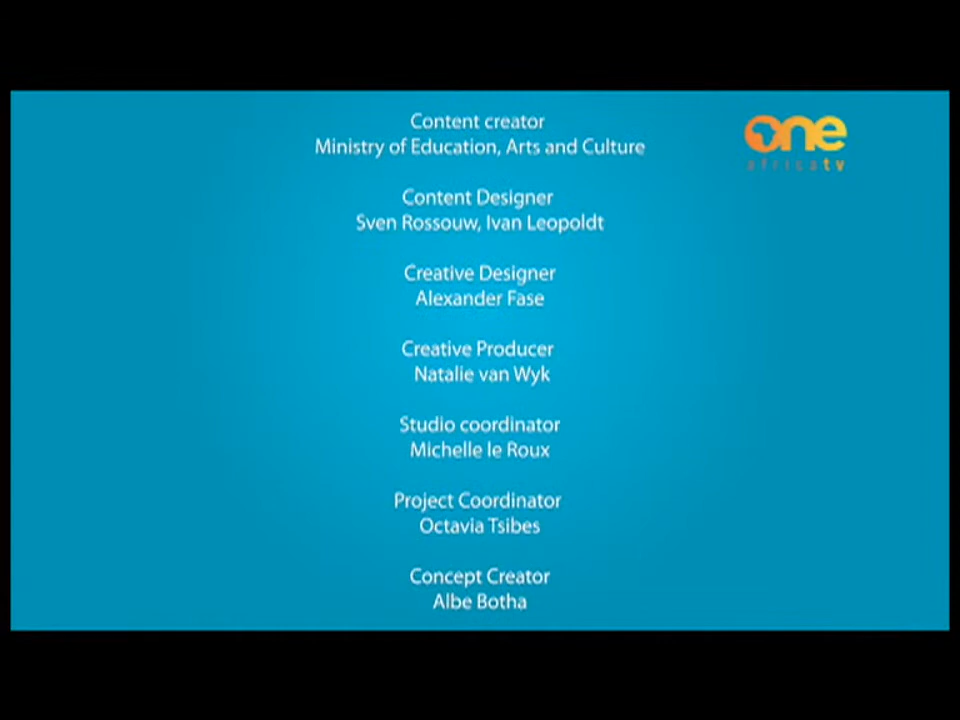 Content creator
Ministry of Education, Arts and Culture
Content Designer
Sven Rossouw, Ivan Leopoldt
Creative Designer
Alexander Fase
Creative Producer
Natalie van Wyk
Studio coordinator
Michelle le Roux
Project Coordinator
Octavia Tsibes
Concept Creator
Albe Botha
one
africa tv